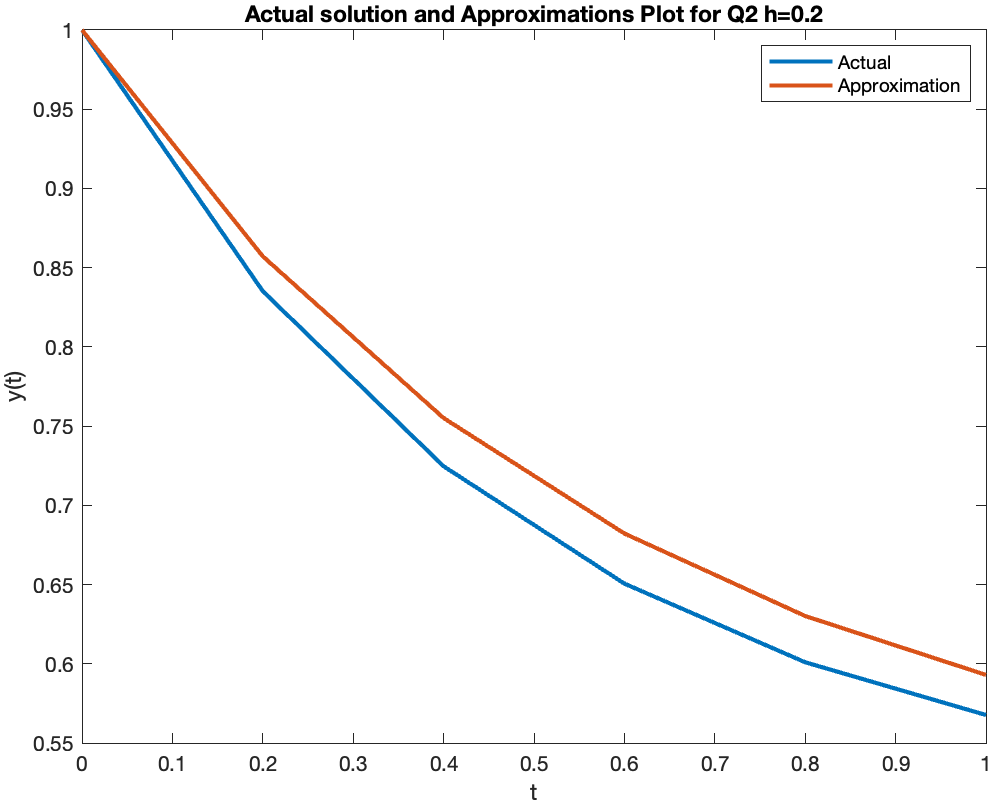 Actual solution and Approximations Plot for Q2 h=0.2
Actual
Approximation
1
0.95
0.9
0.85
0.8
0.75
0.7
0.65
0.6
0.55
y(t)
0 0.1 0.2 0.3 0.4 0.5 0.6 0.7 0.8 0.9 1
t